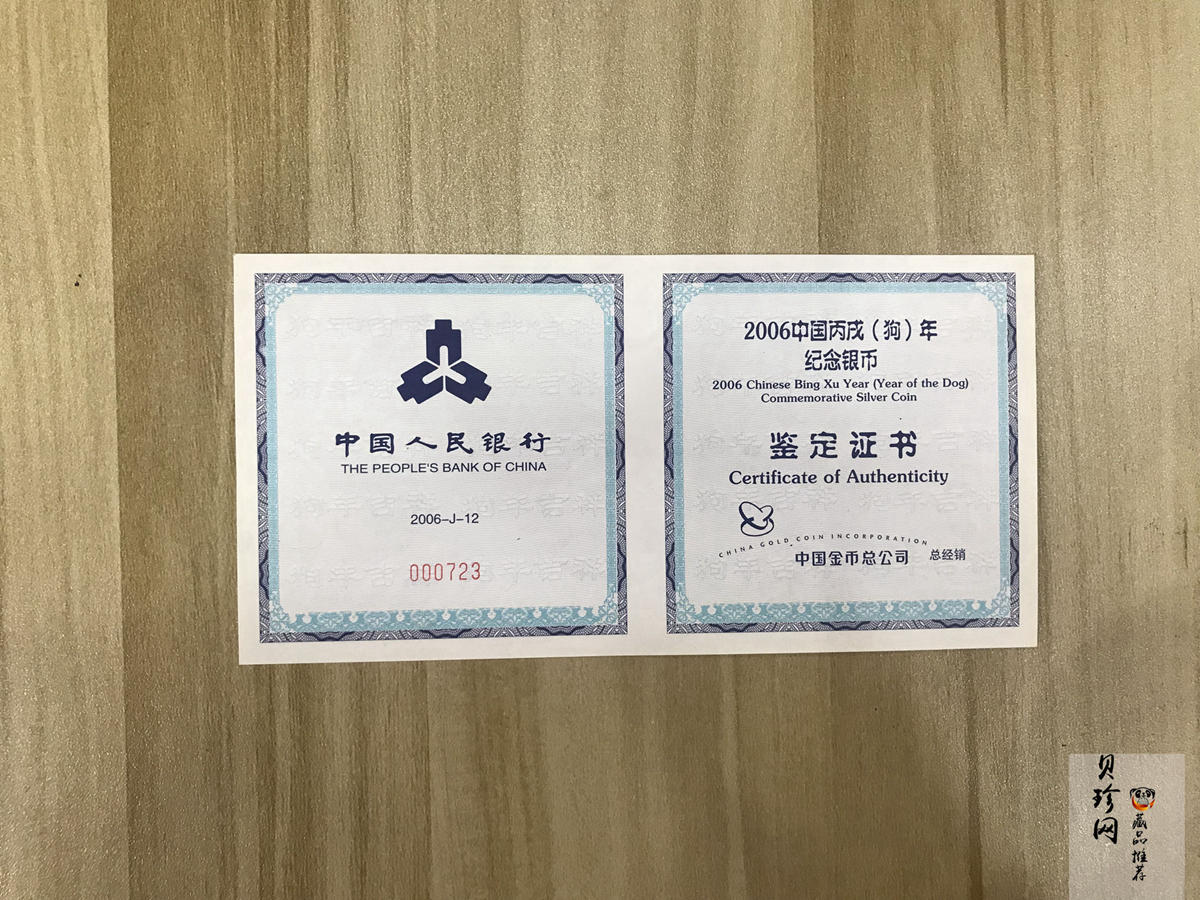 中国人民银行
THE PEOPLE'S BANK OF CHINA
2006-J-12
000723
2006中国丙戌（狗）年
纪念银币
2006 Chinese Bing Xu Year (Year of the Dog)
Commemorative Silver Coin
鉴定证书
Certificate of Authenticity
CHINA GOLD COIN INCORPORATION
中国金币总公司 总经销
贝珍网
藏品推荐